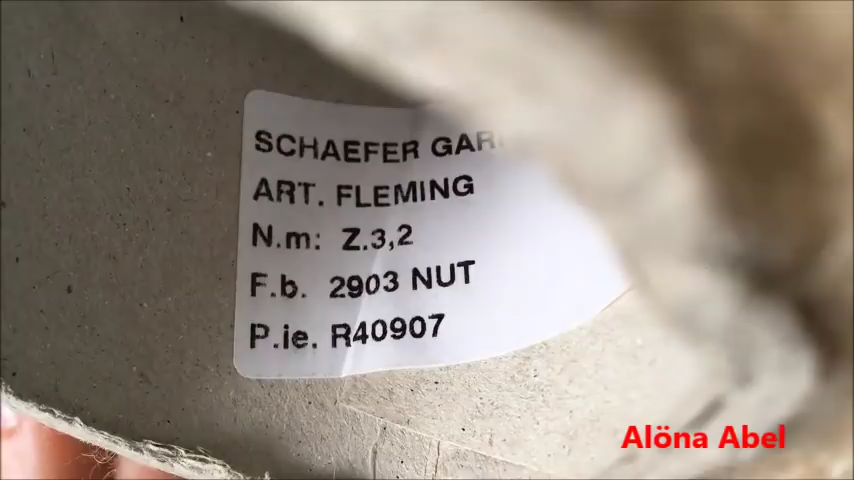 SCHAEFER
ART. FLEMING
N.m: Z.3,2
F.b. 2903 NUT
P.ie. R40907
Alöna Abel